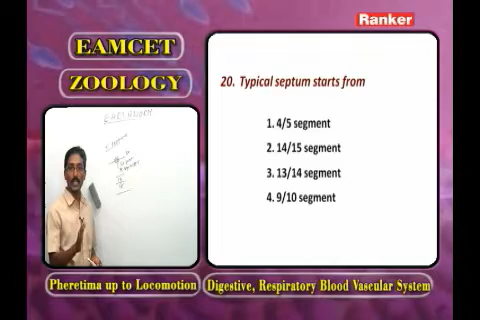 Ranker
EAMCET
ZOOLOGY
20. Typical septum starts from
1. 4/5 segment
2. 14/15 segment
3. 13/14 segment
4. 9/10 segment
EARTHWORM
Pheretima up to Locomotion
Digestive, Respiratory Blood Vascular System